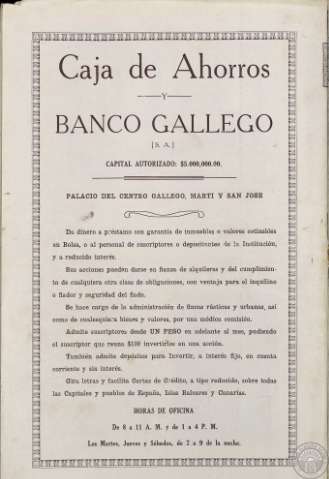 Caja de Ahorros
Y
BANCO GALLEGO
[S. A.]
CAPITAL AUTORIZADO: $5.000,000.00.
PALACIO DEL CENTRO GALLEGO, MARTI Y SAN JOSE
Da dinero a préstamo con garantía de inmuebles o valores cotizables
en Bolsa, o al personal de suscriptores o depositantes de la Institución,
y a reducido interés.
Sus acciones pueden darse en fianza de alquileres y del cumplimien-
to de cualquiera otra clase de obligaciones, con ventaja para el inquilino
o fiador y seguridad del fiado.
Se hace cargo de la administración de fincas rústicas y urbanas, así
como de cualesquiera bienes y valores, por una módica comisión.
Admite suscriptores desde UN PESO en adelante al mes, pudiendo
el suscriptor que reuna $100 invertirlos en una acción.
También admite depósitos para Invertir, a interés fijo, en cuenta
corriente y sin interés.
Gira letras y facilita Cartas de Crédito, a tipo reducido, sobre todas
las Capitales y pueblos de España, Islas Baleares y Canarias.
HORAS DE OFICINA
De 8 a 11 A. M. y de 1 a 4 P. M.
Los Martes, Jueves y Sábados, de 7 a 9 de la noche.